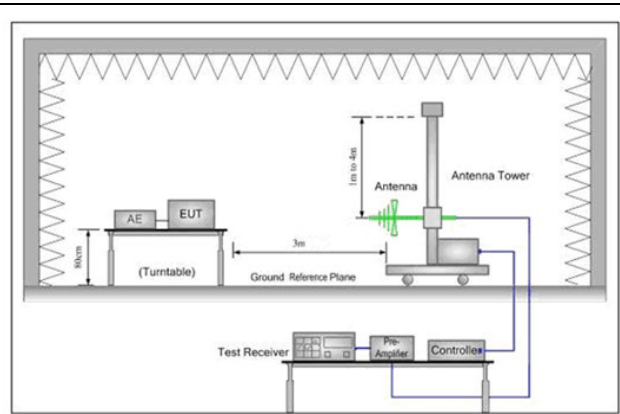 1m to 4m
Antenna
Antenna Tower
AE
EUT
80cm
(Turntable)
3m
Ground Reference Plane
Test Receiver
Pre-
Amplifier
Controller